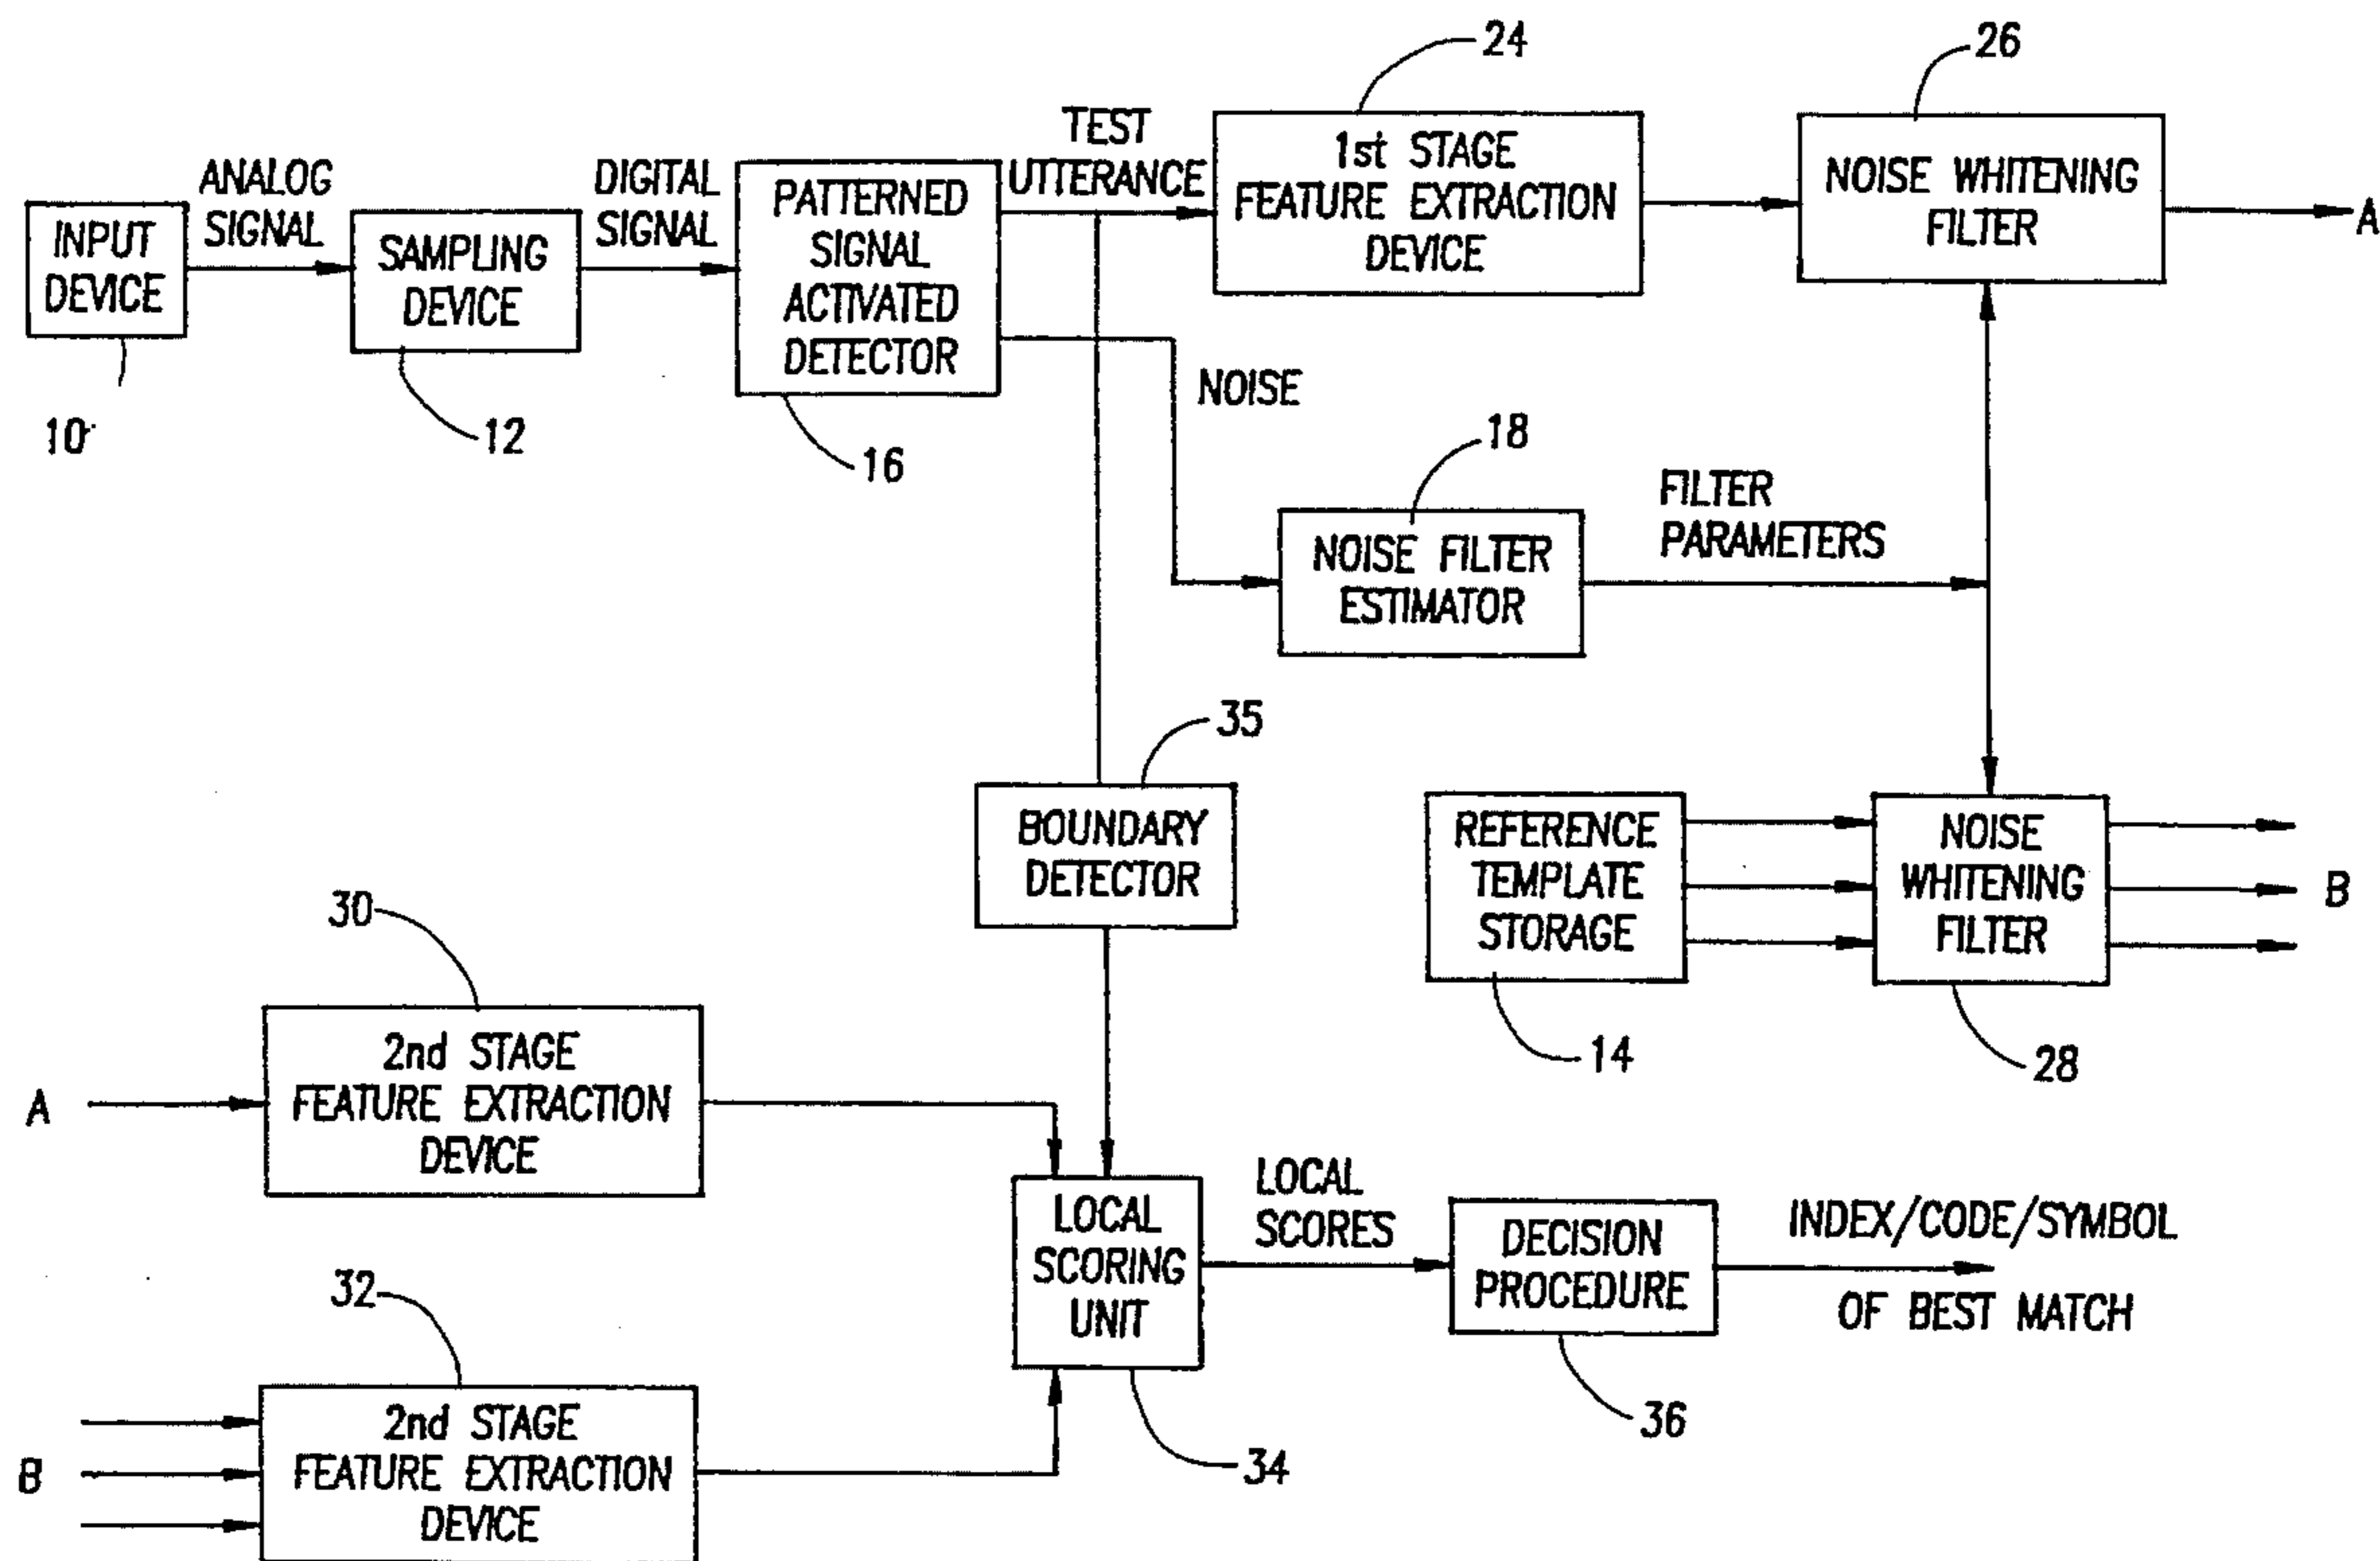 24
26
TEST
UTTERANCE
1st STAGE
FEATURE EXTRACTION
DEVICE
NOISE WHITENING
FILTER
A
ANALOG
SIGNAL
DIGITAL
SIGNAL
PATTERNED
SIGNAL
ACTIVATED
DETECTOR
INPUT
DEVICE
SAMPLING
DEVICE
NOISE
10
12
16
18
FILTER
PARAMETERS
NOISE FILTER
ESTIMATOR
35
BOUNDARY
DETECTOR
REFERENCE
TEMPLATE
STORAGE
NOISE
WHITENING
FILTER
B
30
14
28
2nd STAGE
FEATURE EXTRACTION
DEVICE
A
LOCAL
SCORING
UNIT
LOCAL
SCORES
DECISION
PROCEDURE
INDEX/CODE/SYMBOL
OF BEST MATCH
32
36
34
2nd STAGE
FEATURE EXTRACTION
DEVICE
B